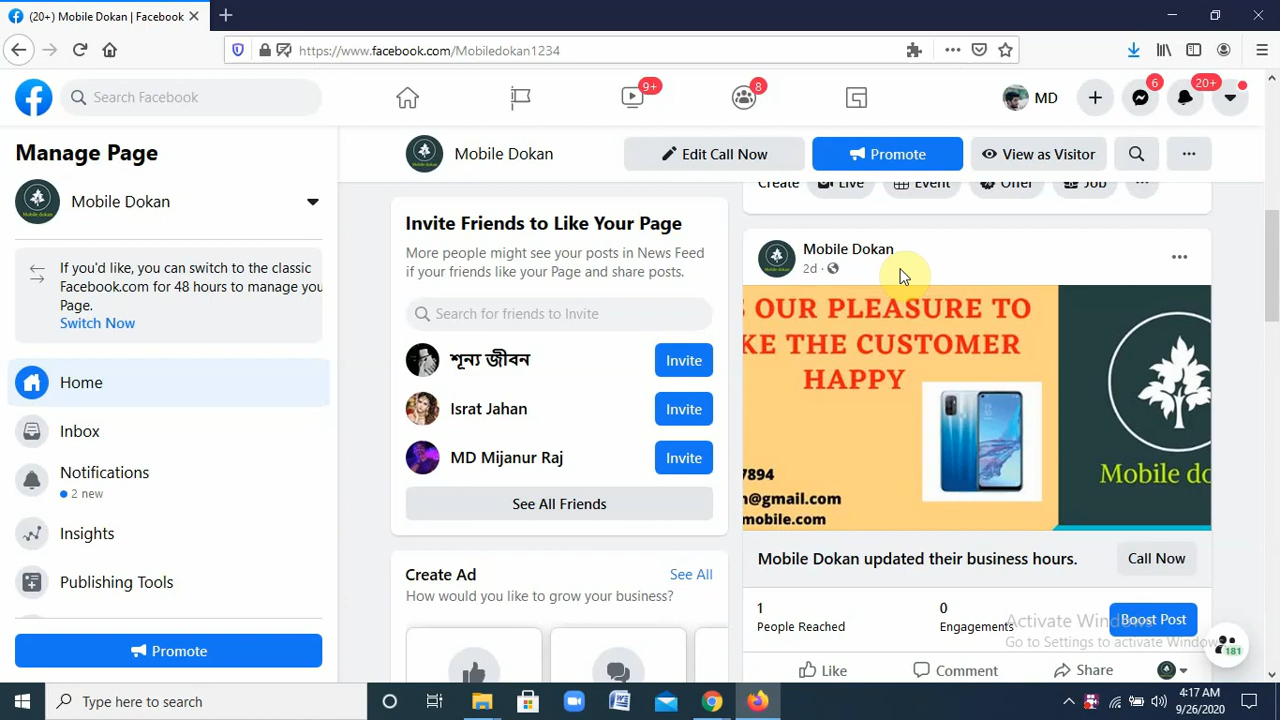 (20+) Mobile Dokan | Facebook
https://www.facebook.com/Mobiledokan1234
Search Facebook
9+
8
MD
6
20+
Manage Page
Mobile Dokan
If you'd like, you can switch to the classic
Facebook.com for 48 hours to manage you
Page.
Switch Now
Home
Inbox
Notifications
2 new
Insights
Publishing Tools
Promote
Mobile Dokan
Edit Call Now
Promote
View as Visitor
Invite Friends to Like Your Page
More people might see your posts in News Feed
if your friends like your Page and share posts.
Search for friends to Invite
শূন্য জীবন
Invite
Israt Jahan
Invite
MD Mijanur Raj
Invite
See All Friends
Create Ad
See All
How would you like to grow your business?
Create
Live
Event
Offer
Job
Mobile Dokan
2d
S OUR PLEASURE TO
KE THE CUSTOMER
HAPPY
7894
n@gmail.com
mobile.com
Mobile do
Mobile Dokan updated their business hours.
Call Now
1
People Reached
0
Engagements
Boost Post
Activate Windows
Go to Settings to activate Windows
181
Like
Comment
Share
Type here to search
4:17 AM
9/26/2020